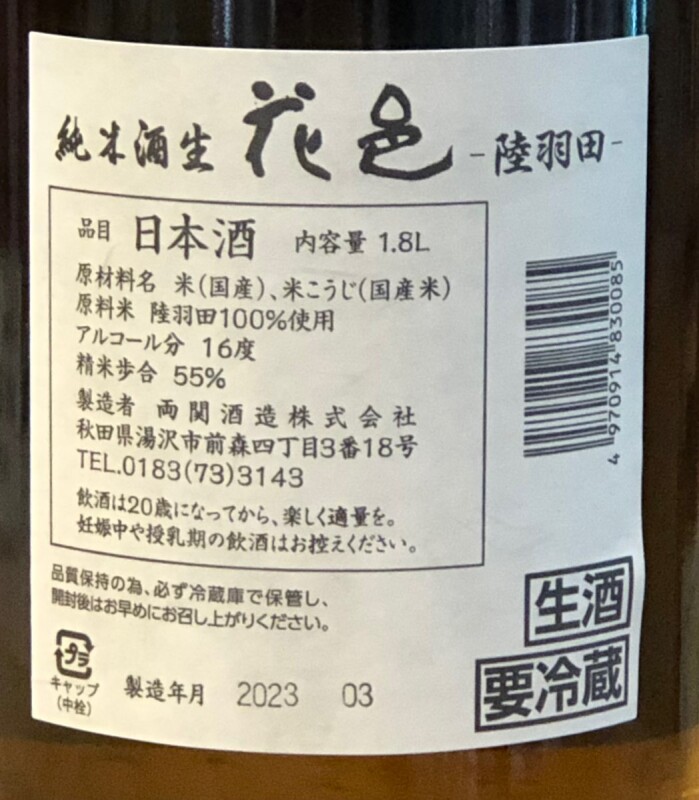 純米酒生 花邑 -陸羽田-
品目 日本酒 内容量 1.8L
原材料名 米(国産)、米こうじ(国産米)
原料米 陸羽田100%使用
アルコール分 16度
精米歩合 55%
製造者 両関酒造株式会社
秋田県湯沢市前森四丁目3番18号
TEL.0183(73)3143
飲酒は20歳になってから、楽しく適量を。
妊娠中や授乳期の飲酒はお控えください。
4970914830085
品質保持の為、必ず冷蔵庫で保管し、
開封後はお早めにお召し上がりください。
生酒
要冷蔵
プラ
キャップ
(中栓)
製造年月 2023 03